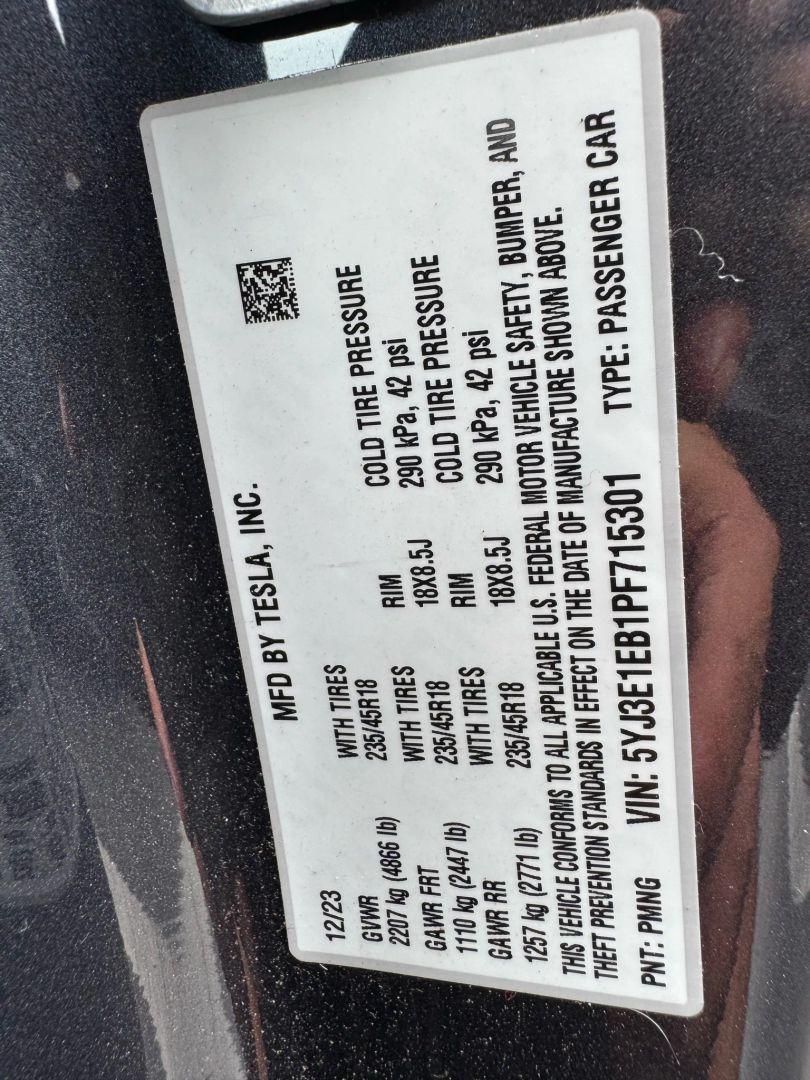 MFD BY TESLA, INC.
12/23
GVWR WITH TIRES
2207 kg (4866 lb) 235/45R18 RIM COLD TIRE PRESSURE
GAWR FRT WITH TIRES 18X8.5J 290 kPa, 42 psi
1110 kg (2447 lb) 235/45R18 RIM COLD TIRE PRESSURE
GAWR RR WITH TIRES 18X8.5J 290 kPa, 42 psi
1257 kg (2771 lb) 235/45R18
THIS VEHICLE CONFORMS TO ALL APPLICABLE U.S. FEDERAL MOTOR VEHICLE SAFETY, BUMPER, AND
THEFT PREVENTION STANDARDS IN EFFECT ON THE DATE OF MANUFACTURE SHOWN ABOVE.
PNT: PMNG VIN: 5YJ3E1EB1PF715301 TYPE: PASSENGER CAR